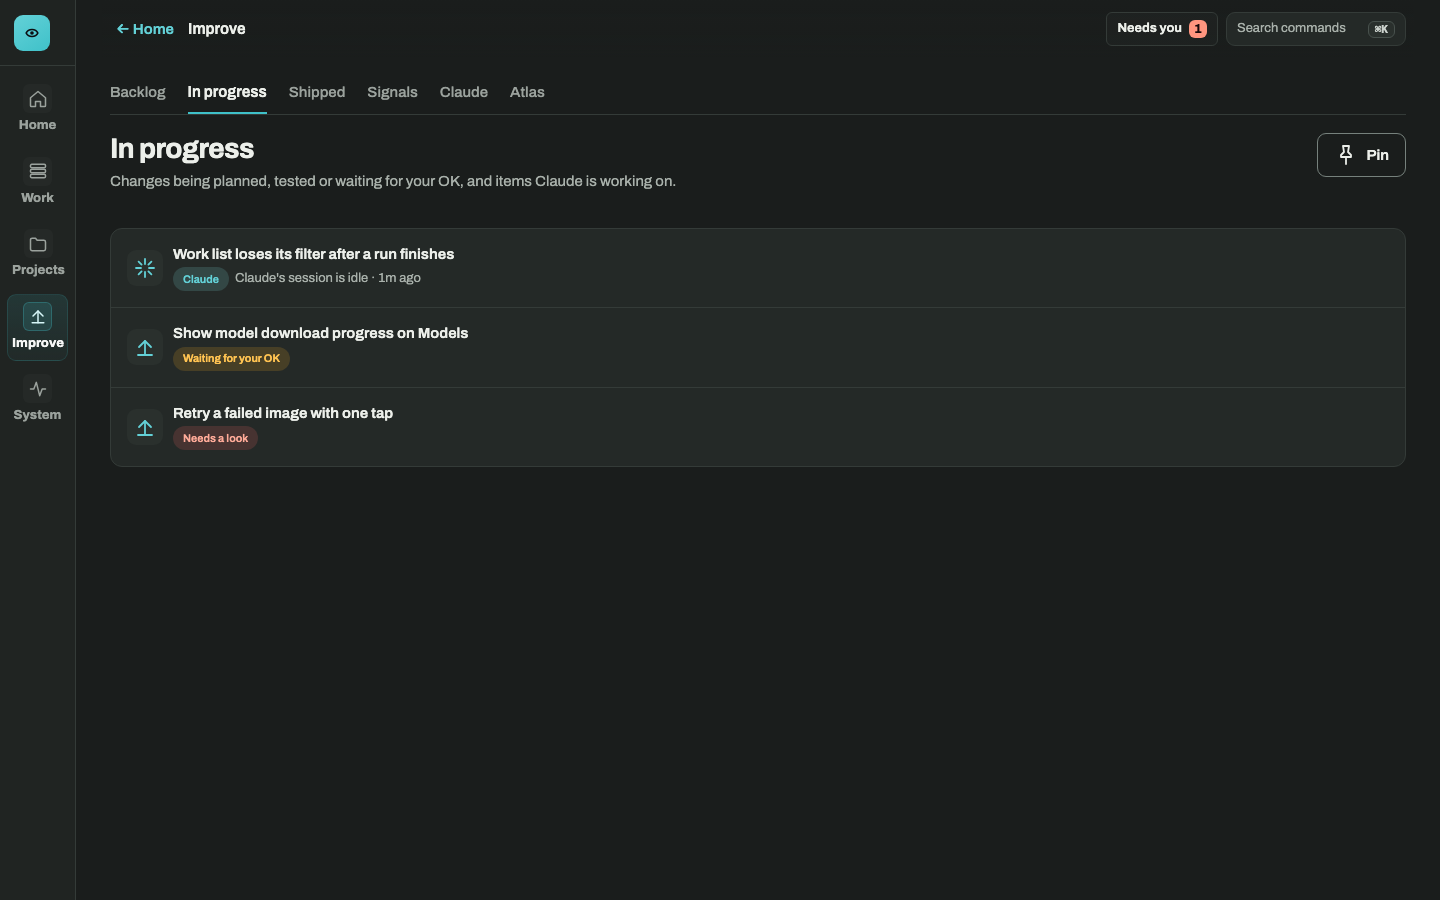 ← Home Improve
Needs you 1
Search commands ⌘K
Home
Work
Projects
Improve
System
Backlog In progress Shipped Signals Claude Atlas
In progress
Changes being planned, tested or waiting for your OK, and items Claude is working on.
Pin
Work list loses its filter after a run finishes
Claude Claude's session is idle · 1m ago
Show model download progress on Models
Waiting for your OK
Retry a failed image with one tap
Needs a look